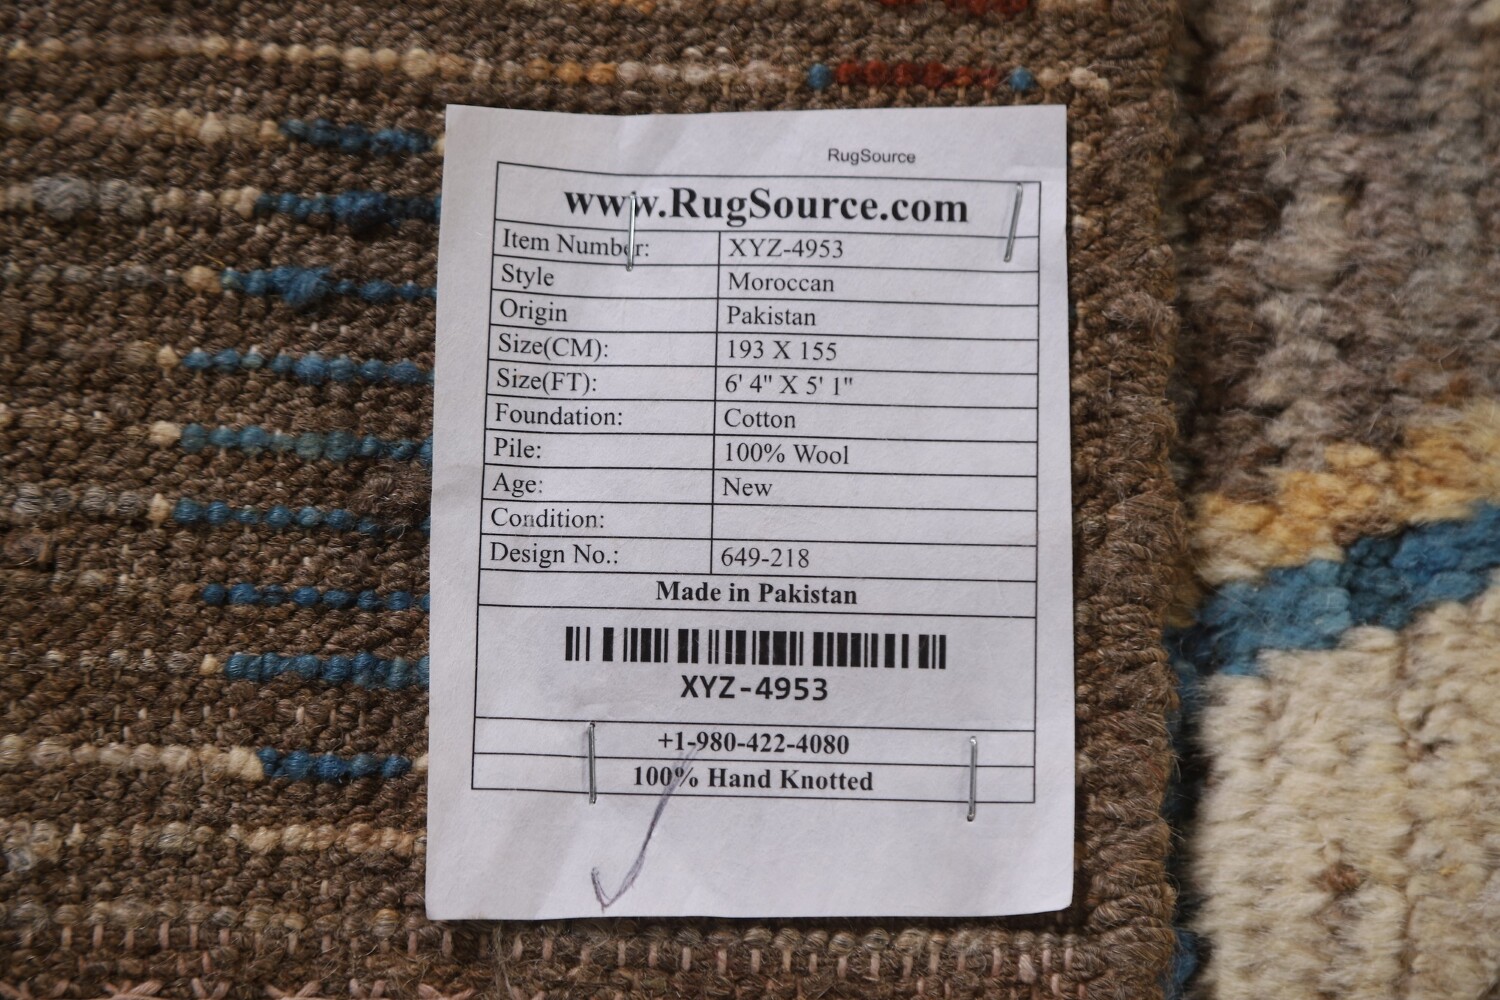 RugSource
www.RugSource.com
Item Number: XYZ-4953
Style Moroccan
Origin Pakistan
Size(CM): 193 X 155
Size(FT): 6' 4" X 5' 1"
Foundation: Cotton
Pile: 100% Wool
Age: New
Condition:
Design No.: 649-218
Made in Pakistan
XYZ-4953
+1-980-422-4080
100% Hand Knotted